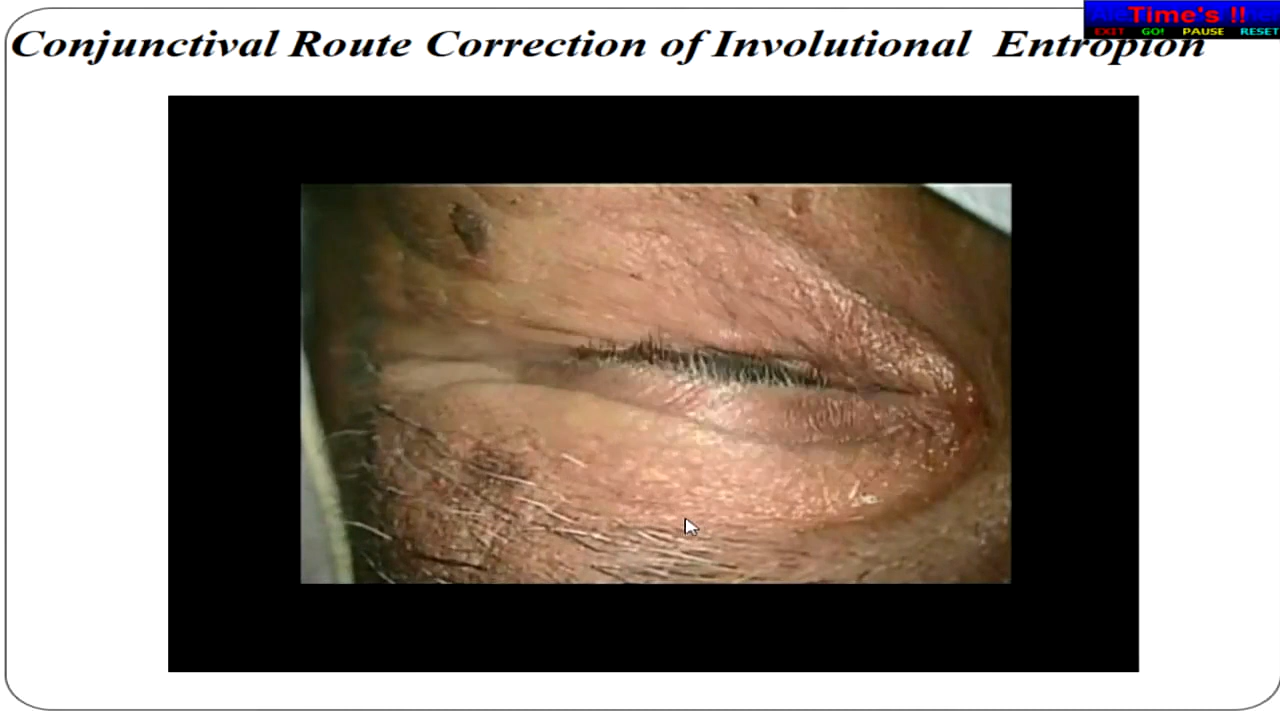 Conjunctival Route Correction of Involutional Entropion
Time's !!
EXIT GO! PAUSE RESET